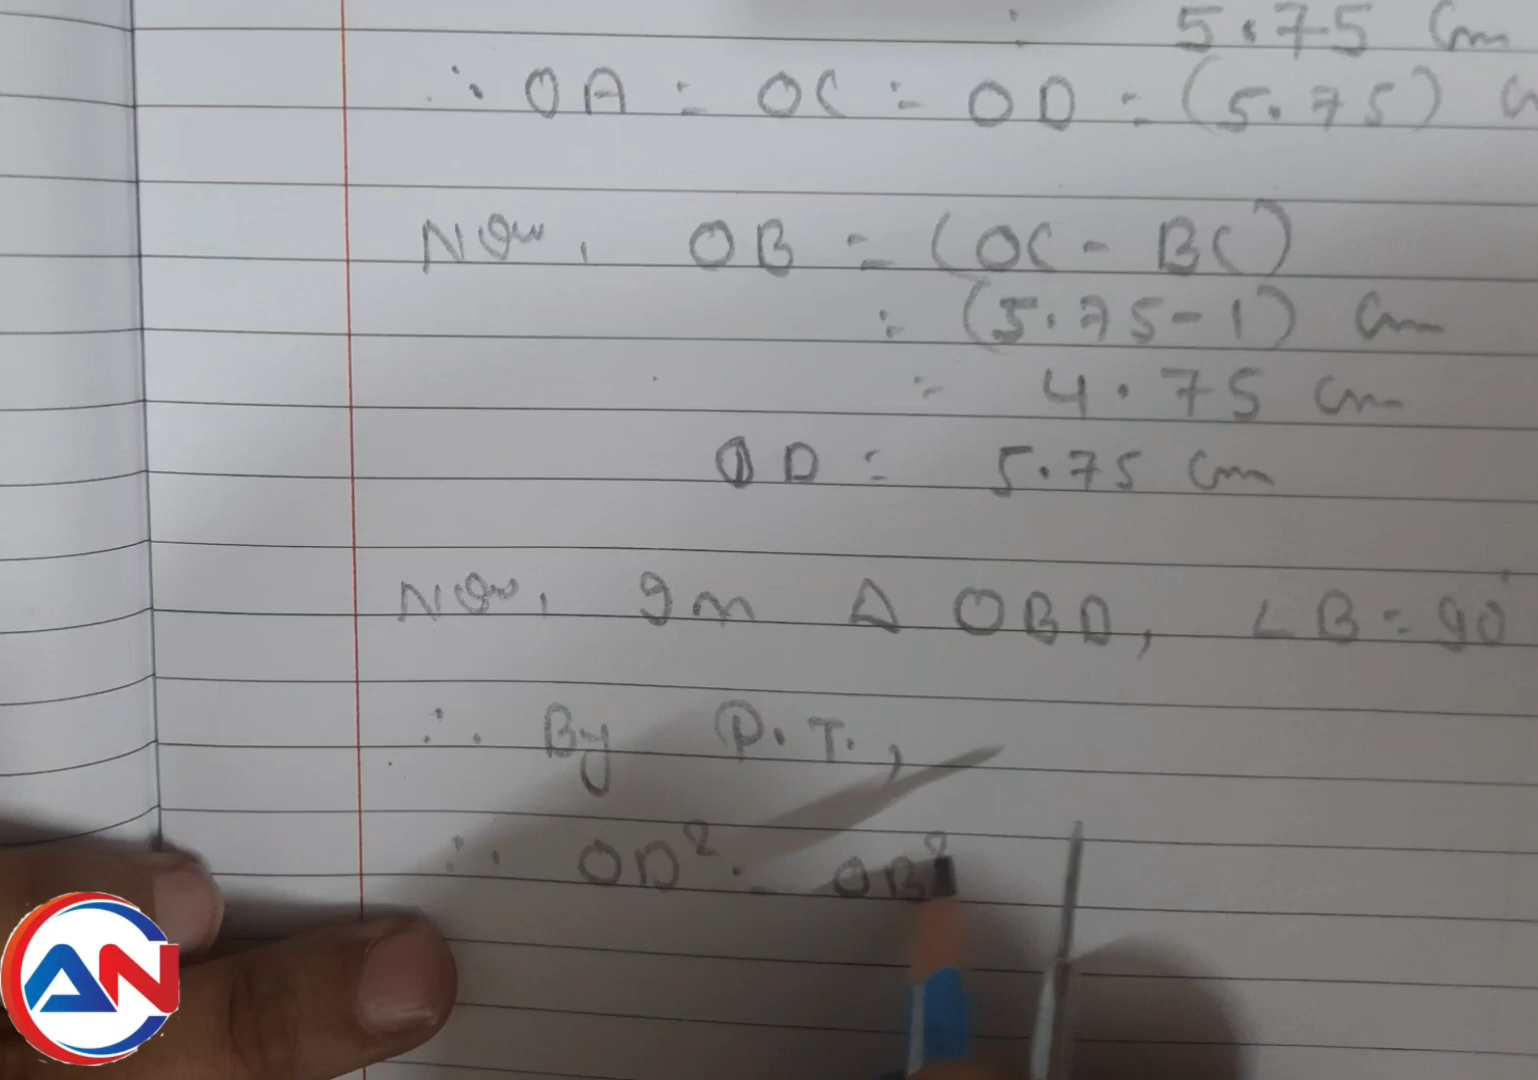 = 5.75 cm
∴ OA = OC = OD = (5.75) c
Now, OB = (OC - BC)
= (5.75-1) cm
= 4.75 cm
OD = 5.75 cm
Now, In Δ OBD, ∠B = 90°
∴ By P.T.,
∴ OD² = OB²
AN